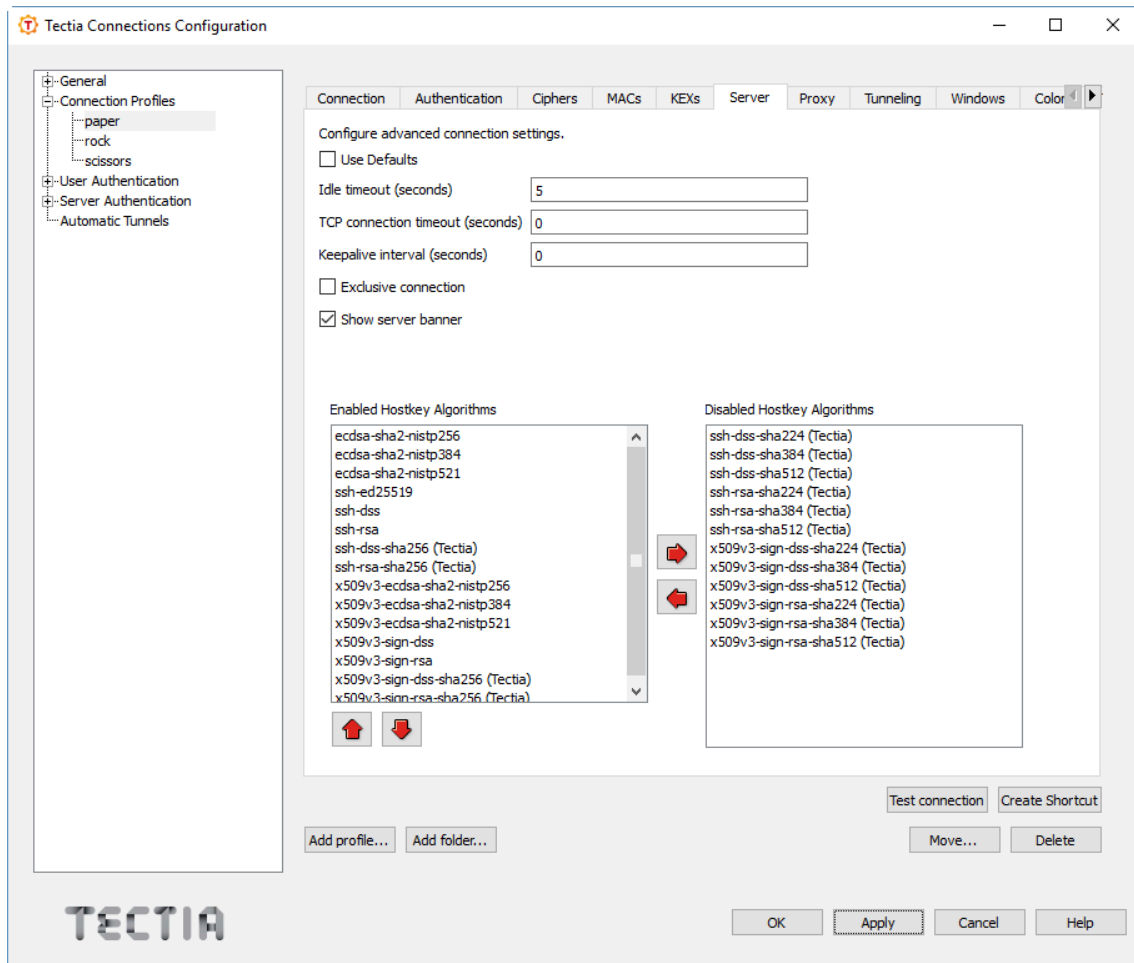 Tectia Connections Configuration
General
Connection Profiles
paper
rock
scissors
User Authentication
Server Authentication
Automatic Tunnels
Connection Authentication Ciphers MACs KEXs Server Proxy Tunneling Windows Color
Configure advanced connection settings.
Use Defaults
Idle timeout (seconds) 5
TCP connection timeout (seconds) 0
Keepalive interval (seconds) 0
Exclusive connection
Show server banner
Enabled Hostkey Algorithms
ecdsa-sha2-nistp256
ecdsa-sha2-nistp384
ecdsa-sha2-nistp521
ssh-ed25519
ssh-dss
ssh-rsa
ssh-dss-sha256 (Tectia)
ssh-rsa-sha256 (Tectia)
x509v3-ecdsa-sha2-nistp256
x509v3-ecdsa-sha2-nistp384
x509v3-ecdsa-sha2-nistp521
x509v3-sign-dss
x509v3-sign-rsa
x509v3-sign-dss-sha256 (Tectia)
x509v3-sign-rsa-sha256 (Tectia)
Disabled Hostkey Algorithms
ssh-dss-sha224 (Tectia)
ssh-dss-sha384 (Tectia)
ssh-dss-sha512 (Tectia)
ssh-rsa-sha224 (Tectia)
ssh-rsa-sha384 (Tectia)
ssh-rsa-sha512 (Tectia)
x509v3-sign-dss-sha224 (Tectia)
x509v3-sign-dss-sha384 (Tectia)
x509v3-sign-dss-sha512 (Tectia)
x509v3-sign-rsa-sha224 (Tectia)
x509v3-sign-rsa-sha384 (Tectia)
x509v3-sign-rsa-sha512 (Tectia)
Test connection Create Shortcut
Add profile... Add folder... Move... Delete
TECTIA
OK Apply Cancel Help